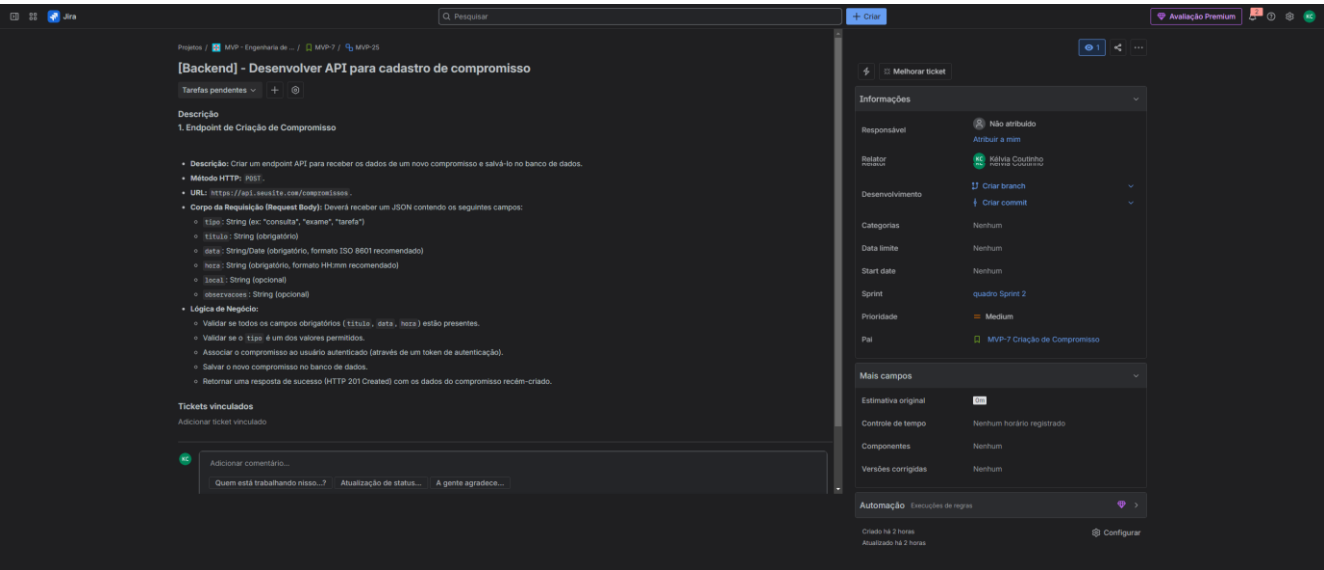 Jira
Pesquisar
+ Criar
Avaliação Premium
2
KC
Projetos / MVP - Engenharia de ... / MVP-7 / MVP-25
[Backend] - Desenvolver API para cadastro de compromisso
Tarefas pendentes
Descrição
1. Endpoint de Criação de Compromisso
• Descrição: Criar um endpoint API para receber os dados de um novo compromisso e salvá-lo no banco de dados.
• Método HTTP: POST.
• URL: https://api.seusite.com/compromissos.
• Corpo da Requisição (Request Body): Deverá receber um JSON contendo os seguintes campos:
tipo: String (ex: "consulta", "exame", "tarefa")
titulo: String (obrigatório)
data: String/Date (obrigatório, formato ISO 8601 recomendado)
hora: String (obrigatório, formato HH:mm recomendado)
local: String (opcional)
observacoes: String (opcional)
• Lógica de Negócio:
Validar se todos os campos obrigatórios (titulo, data, hora) estão presentes.
Validar se o tipo é um dos valores permitidos.
Associar o compromisso ao usuário autenticado (através de um token de autenticação).
Salvar o novo compromisso no banco de dados.
Retornar uma resposta de sucesso (HTTP 201 Created) com os dados do compromisso recém-criado.
Tickets vinculados
Adicionar ticket vinculado
KC
Adicionar comentário...
Quem está trabalhando nisso...? Atualização de status... A gente agradece...
1
Melhorar ticket
Informações
Responsável
Não atribuído
Atribuir a mim
Relator
KC Kélvia Coutinho
Desenvolvimento
Criar branch
Criar commit
Categorias
Nenhum
Data limite
Nenhum
Start date
Nenhum
Sprint
quadro Sprint 2
Prioridade
Medium
Pai
MVP-7 Criação de Compromisso
Mais campos
Estimativa original
0m
Controle de tempo
Nenhum horário registrado
Componentes
Nenhum
Versões corrigidas
Nenhum
Automação Execuções de regras
Criado há 2 horas
Atualizado há 2 horas
Configurar